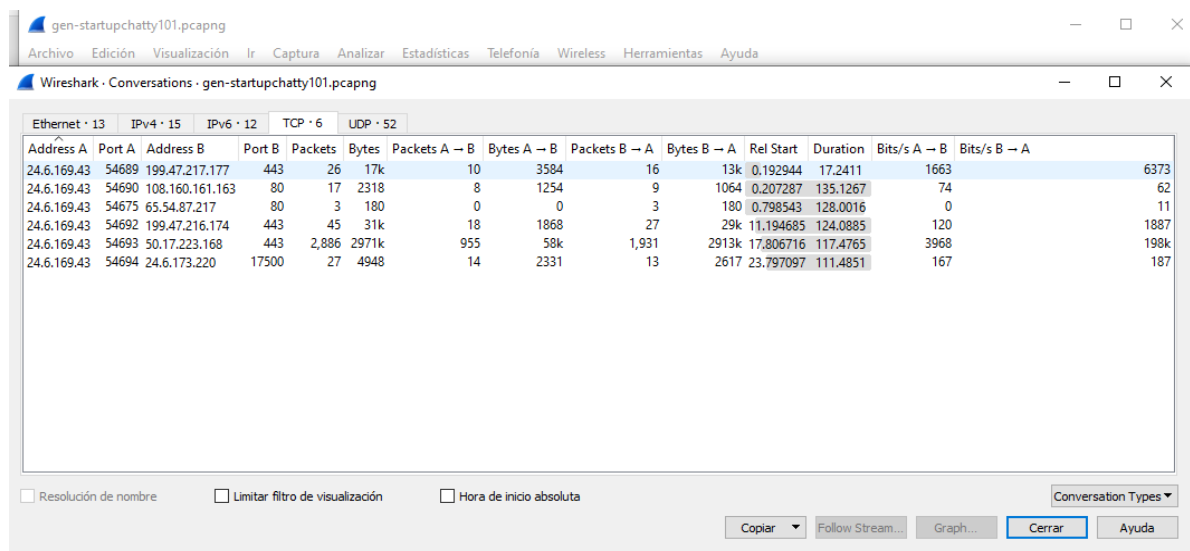 gen-startupchatty101.pcapng
Archivo Edición Visualización Ir Captura Analizar Estadísticas Telefonía Wireless Herramientas Ayuda
Wireshark · Conversations · gen-startupchatty101.pcapng
Ethernet · 13 IPv4 · 15 IPv6 · 12 TCP · 6 UDP · 52
Address A Port A Address B Port B Packets Bytes Packets A → B Bytes A → B Packets B → A Bytes B → A Rel Start Duration Bits/s A → B Bits/s B → A
24.6.169.43 54689 199.47.217.177 443 26 17k 10 3584 16 13k 0.192944 17.2411 1663 6373
24.6.169.43 54690 108.160.161.163 80 17 2318 8 1254 9 1064 0.207287 135.1267 74 62
24.6.169.43 54675 65.54.87.217 80 3 180 0 0 3 180 0.798543 128.0016 0 11
24.6.169.43 54692 199.47.216.174 443 45 31k 18 1868 27 29k 11.194685 124.0885 120 1887
24.6.169.43 54693 50.17.223.168 443 2,886 2971k 955 58k 1,931 2913k 17.806716 117.4765 3968 198k
24.6.169.43 54694 24.6.173.220 17500 27 4948 14 2331 13 2617 23.797097 111.4851 167 187
Resolución de nombre Limitar filtro de visualización Hora de inicio absoluta Conversation Types
Copiar Follow Stream... Graph... Cerrar Ayuda